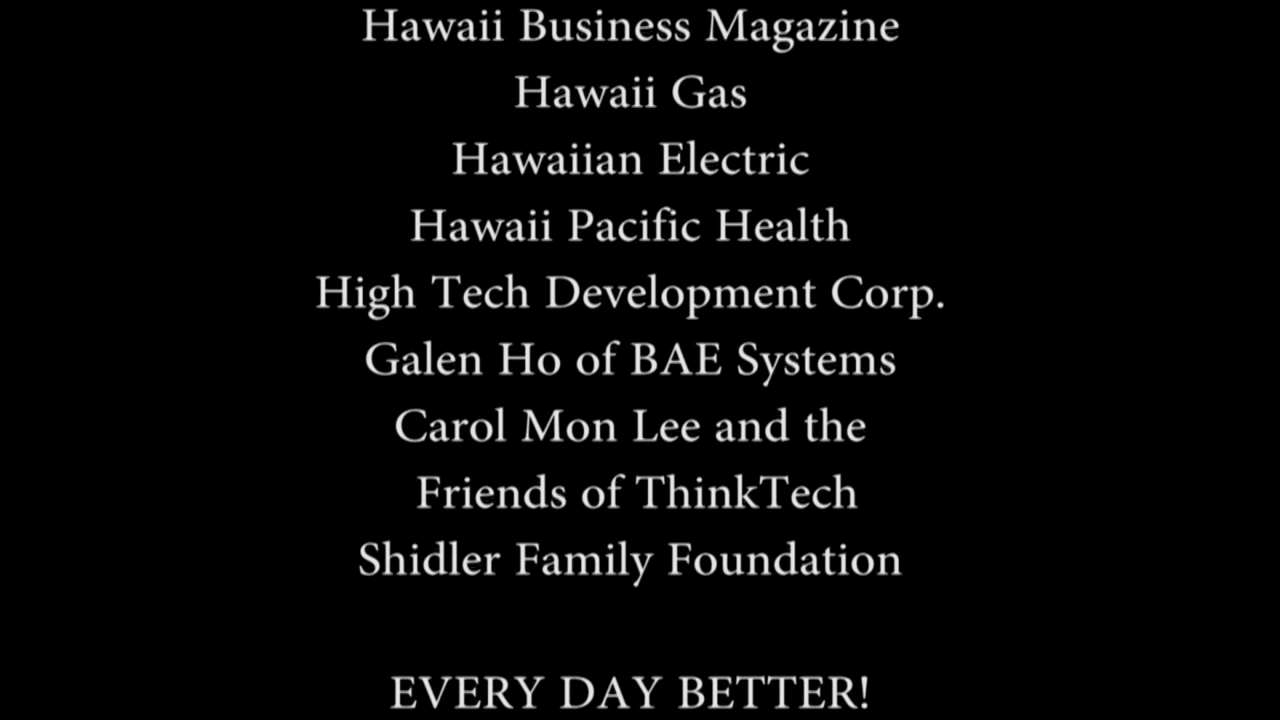 Hawaii Business Magazine
Hawaii Gas
Hawaiian Electric
Hawaii Pacific Health
High Tech Development Corp.
Galen Ho of BAE Systems
Carol Mon Lee and the
Friends of ThinkTech
Shidler Family Foundation
EVERY DAY BETTER!